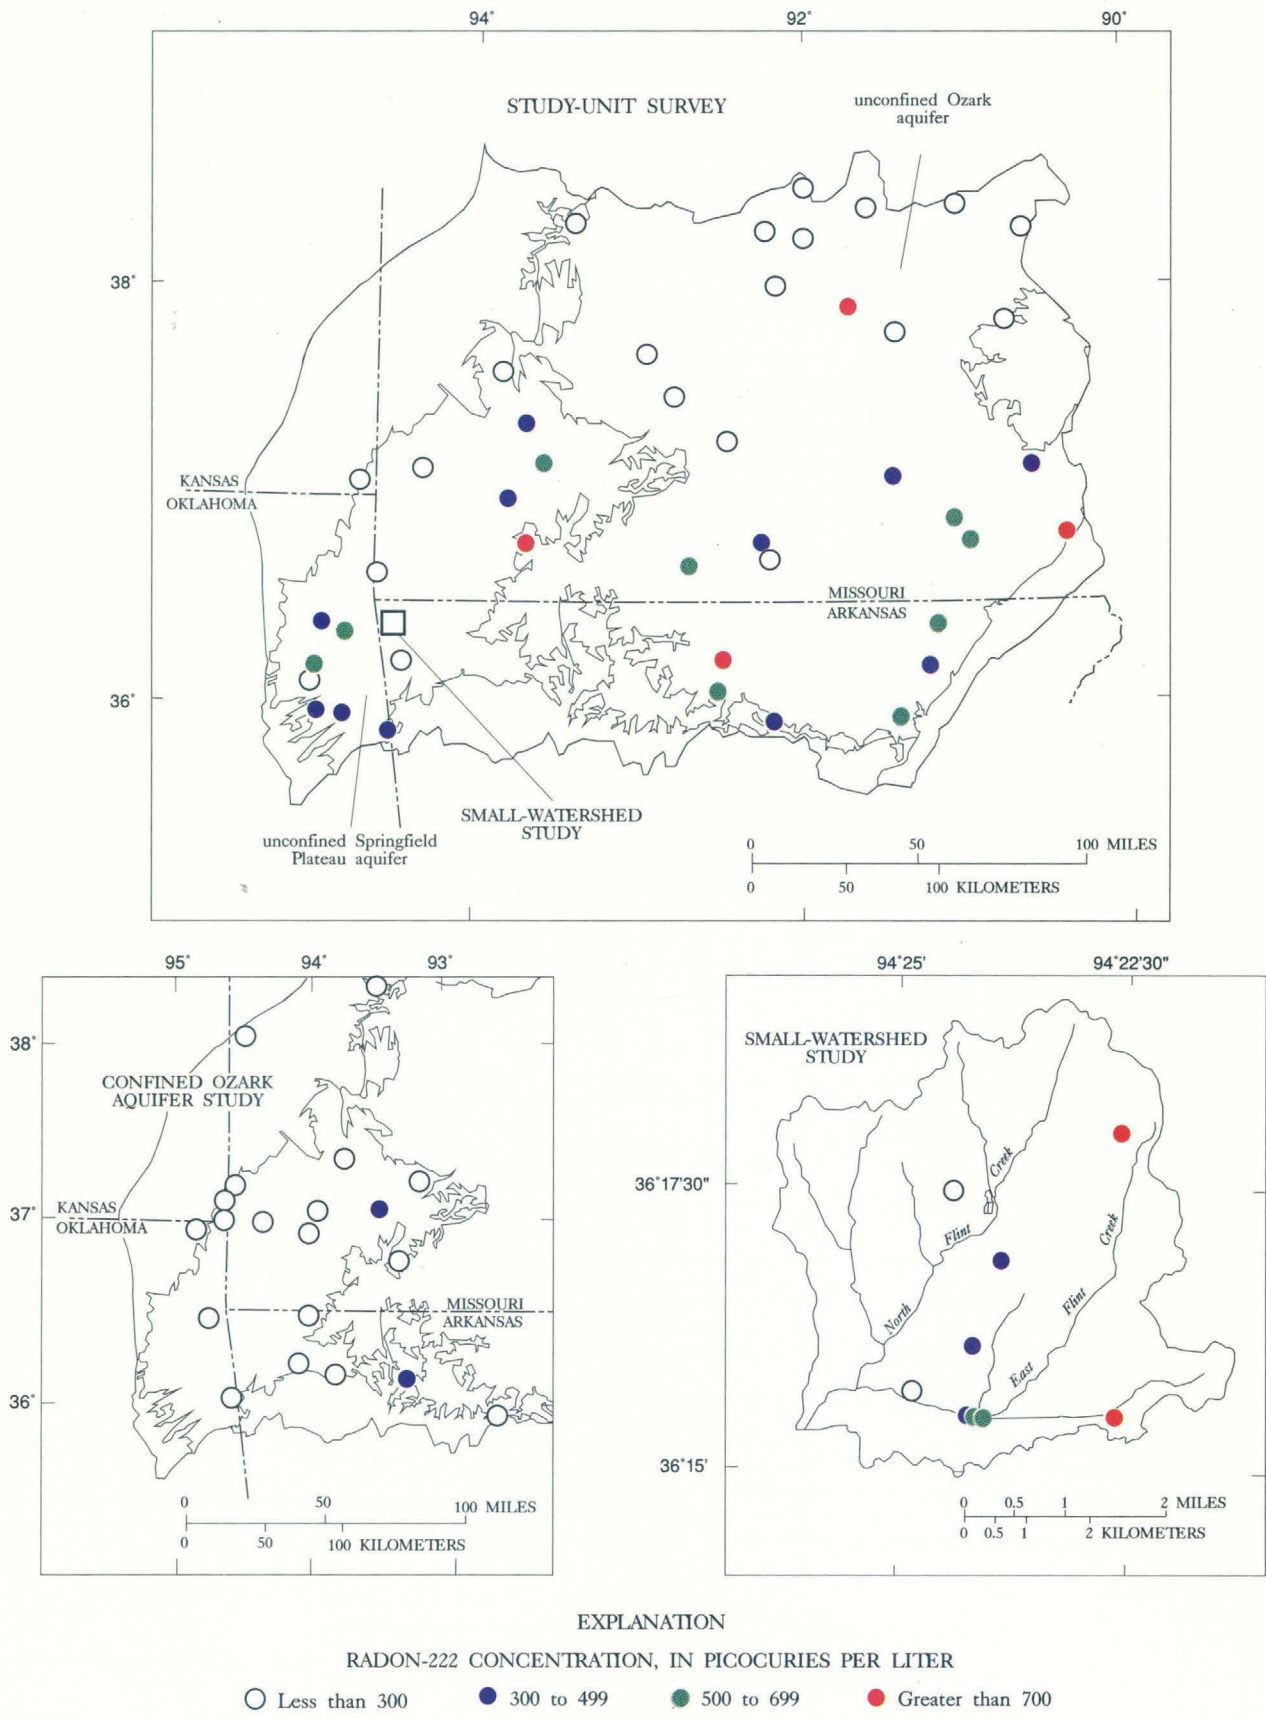 94° 92° 90°
STUDY-UNIT SURVEY
unconfined Ozark
aquifer
38°
KANSAS
OKLAHOMA
MISSOURI
ARKANSAS
36°
SMALL-WATERSHED
STUDY
unconfined Springfield
Plateau aquifer
0 50 100 MILES
0 50 100 KILOMETERS
95° 94° 93°
38°
CONFINED OZARK
AQUIFER STUDY
KANSAS
37°
OKLAHOMA
MISSOURI
ARKANSAS
36°
0 50 100 MILES
0 50 100 KILOMETERS
94°25' 94°22'30"
SMALL-WATERSHED
STUDY
Creek
36°17'30"
Flint
Creek
North
Flint
East
36°15'
0 0.5 1 2 MILES
0 0.5 1 2 KILOMETERS
EXPLANATION
RADON-222 CONCENTRATION, IN PICOCURIES PER LITER
Less than 300 300 to 499 500 to 699 Greater than 700